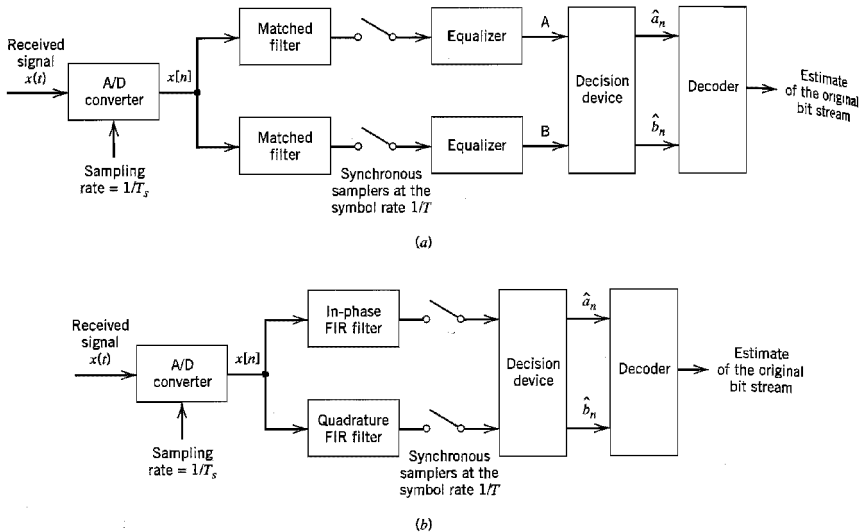 Received
signal
x(t)
A/D
converter
x[n]
Sampling
rate = 1/T_s
Matched
filter
Equalizer
A
Matched
filter
Equalizer
B
Synchronous
samplers at the
symbol rate 1/T
Decision
device
â_n
b̂_n
Decoder
Estimate
of the original
bit stream
(a)
Received
signal
x(t)
A/D
converter
x[n]
Sampling
rate = 1/T_s
In-phase
FIR filter
Quadrature
FIR filter
Synchronous
samplers at the
symbol rate 1/T
Decision
device
â_n
b̂_n
Decoder
Estimate
of the original
bit stream
(b)